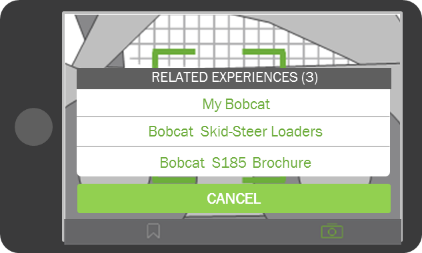 RELATED EXPERIENCES (3)
My Bobcat
Bobcat Skid-Steer Loaders
Bobcat S185 Brochure
CANCEL